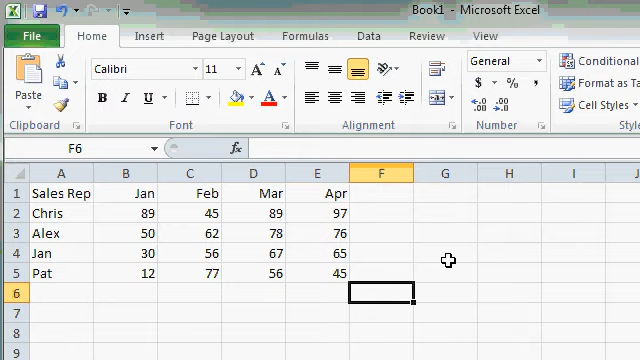 Book1 - Microsoft Excel
File Home Insert Page Layout Formulas Data Review View
Paste
Calibri 11
General
$ % ,
Conditional
Format as Ta
Cell Styles
Clipboard Font Alignment Number
F6 fx
A B C D E F G H I J
1 Sales Rep Jan Feb Mar Apr
2 Chris 89 45 89 97
3 Alex 50 62 78 76
4 Jan 30 56 67 65
5 Pat 12 77 56 45
6
7
8
9